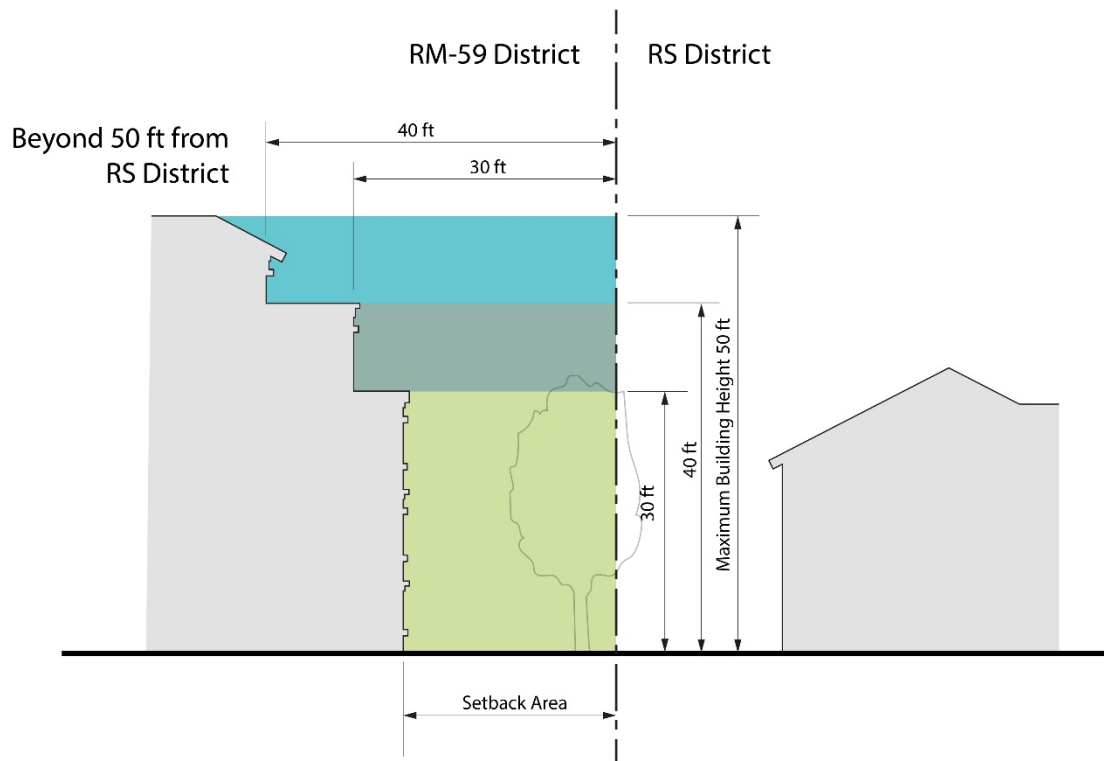 RM-59 District
RS District
Beyond 50 ft from
RS District
40 ft
30 ft
Maximum Building Height 50 ft
40 ft
30 ft
Setback Area